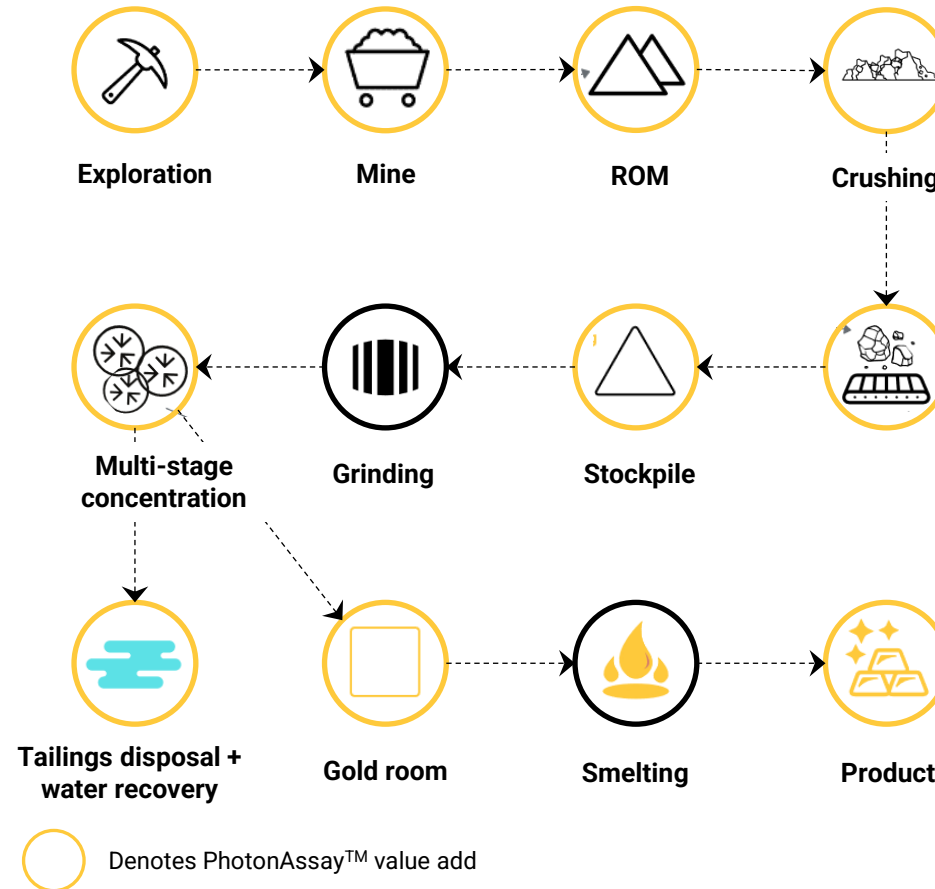 Exploration
Mine
ROM
Crushing
Multi-stage
concentration
Grinding
Stockpile
Tailings disposal +
water recovery
Gold room
Smelting
Product
Denotes PhotonAssay™ value add